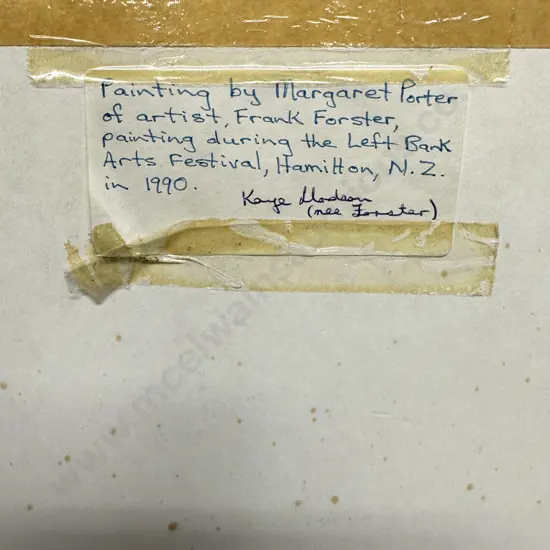 Painting by Margaret Porter
of artist, Frank Forster,
painting during the Left Bank
Arts Festival, Hamilton, N.Z.
in 1990.
Kaye Hodson
(nee Forster)